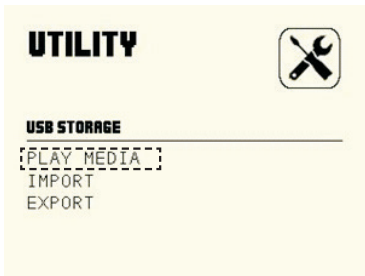 UTILITY
USB STORAGE
PLAY MEDIA
IMPORT
EXPORT